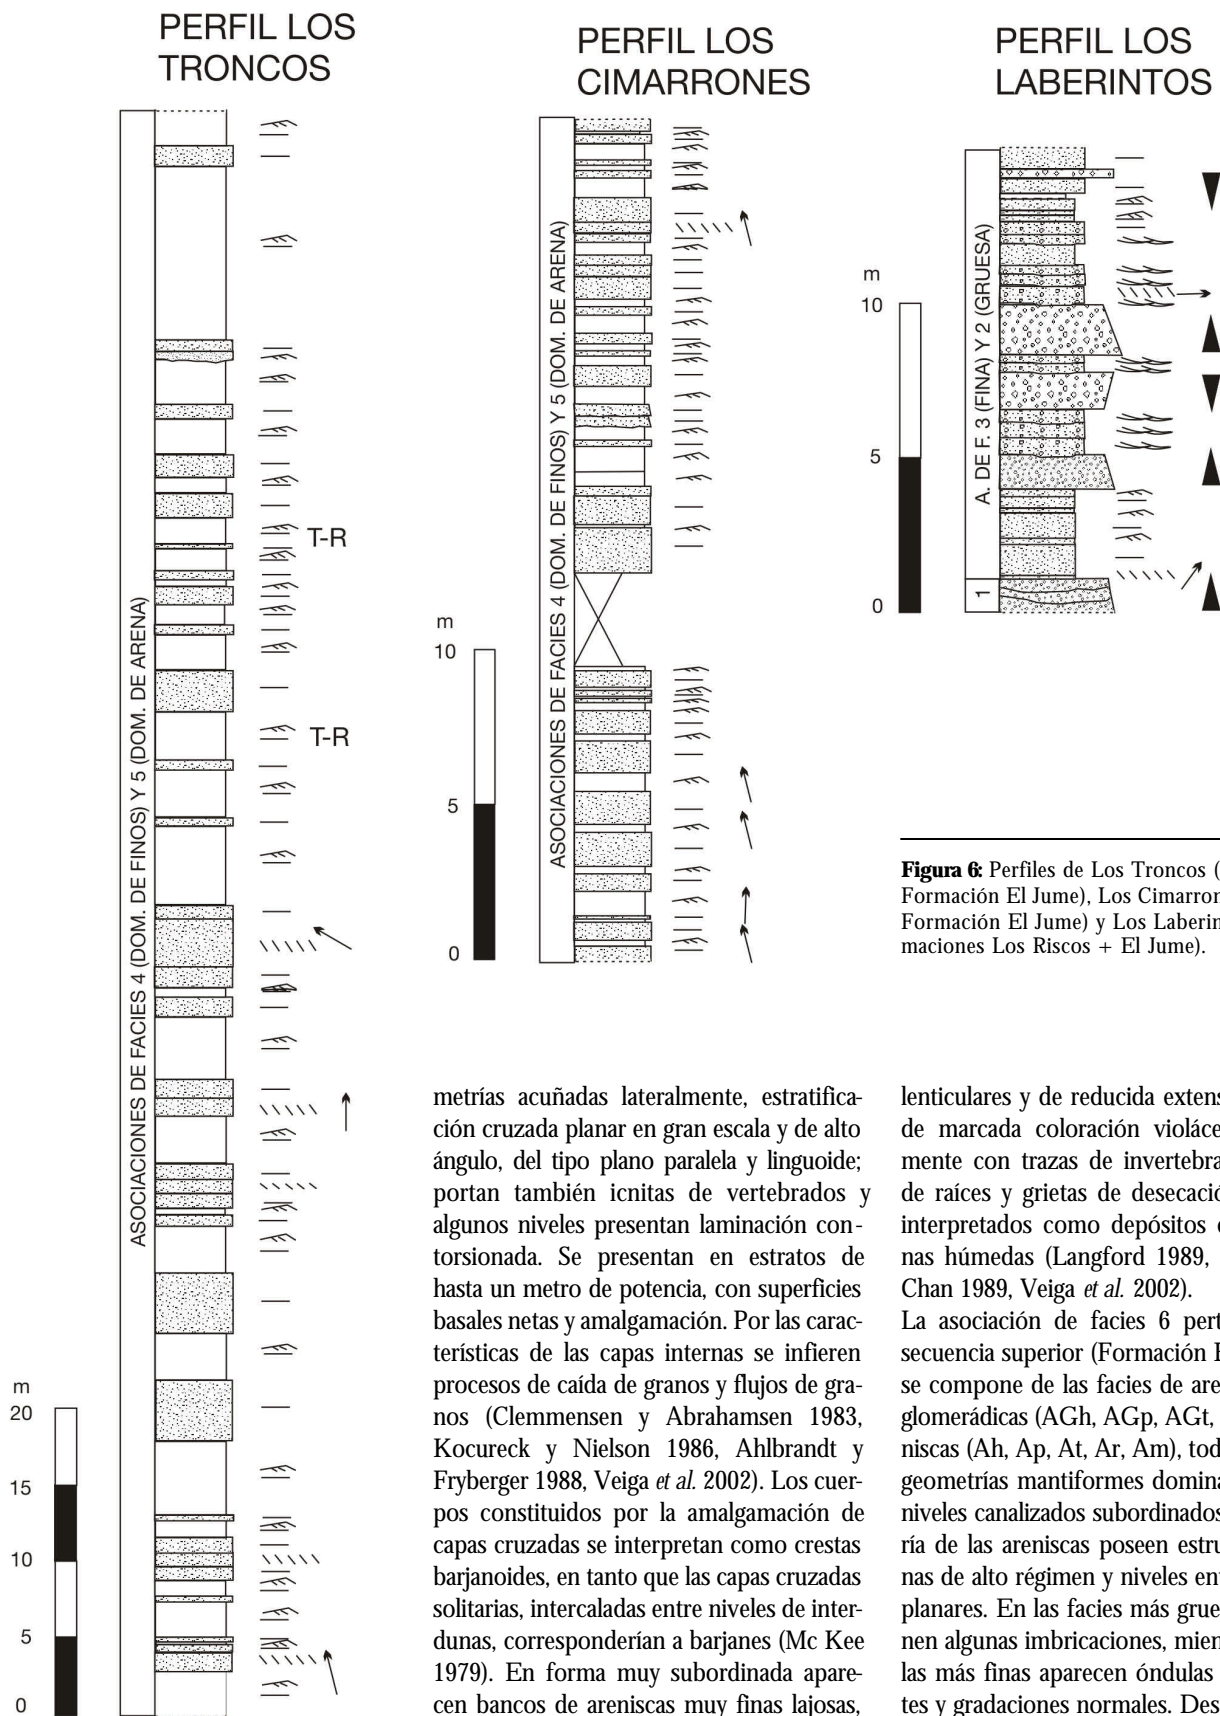 PERFIL LOS
TRONCOS
ASOCIACIONES DE FACIES 4 (DOM. DE FINOS) Y 5 (DOM. DE ARENA)
T-R
T-R
m
20
15
10
5
0
PERFIL LOS
CIMARRONES
ASOCIACIONES DE FACIES 4 (DOM. DE FINOS) Y 5 (DOM. DE ARENA)
m
10
5
0
PERFIL LOS
LABERINTOS
A. DE F. 3 (FINA) Y 2 (GRUESA)
1
m
10
5
0
Figura 6: Perfiles de Los Troncos (
Formación El Jume), Los Cimarron
Formación El Jume) y Los Laberin
maciones Los Riscos + El Jume).
metrías acuñadas lateralmente, estratifica-
ción cruzada planar en gran escala y de alto
ángulo, del tipo plano paralela y linguoide;
portan también icnitas de vertebrados y
algunos niveles presentan laminación con-
torsionada. Se presentan en estratos de
hasta un metro de potencia, con superficies
basales netas y amalgamación. Por las carac-
terísticas de las capas internas se infieren
procesos de caída de granos y flujos de gra-
nos (Clemmensen y Abrahamsen 1983,
Kocureck y Nielson 1986, Ahlbrandt y
Fryberger 1988, Veiga et al. 2002). Los cuer-
pos constituidos por la amalgamación de
capas cruzadas se interpretan como crestas
barjanoides, en tanto que las capas cruzadas
solitarias, intercaladas entre niveles de inter-
dunas, corresponderían a barjanes (Mc Kee
1979). En forma muy subordinada apare-
cen bancos de areniscas muy finas lajosas,
lenticulares y de reducida extens
de marcada coloración violáce
mente con trazas de invertebra
de raíces y grietas de desecació
interpretados como depósitos d
nas húmedas (Langford 1989,
Chan 1989, Veiga et al. 2002).
La asociación de facies 6 pert
secuencia superior (Formación E
se compone de las facies de are
glomerádicas (AGh, AGp, AGt,
niscas (Ah, Ap, At, Ar, Am), tod
geometrías mantiformes domina
niveles canalizados subordinados
ría de las areniscas poseen estru
nas de alto régimen y niveles ent
planares. En las facies más grue
nen algunas imbricaciones, mien
las más finas aparecen óndulas
tes y gradaciones normales. Des